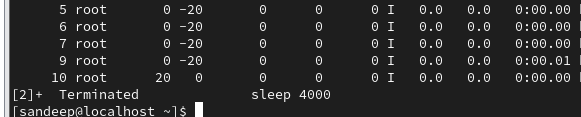 5 root 0 -20 0 0 0 I 0.0 0.0 0:00.00
6 root 0 -20 0 0 0 I 0.0 0.0 0:00.00
7 root 0 -20 0 0 0 I 0.0 0.0 0:00.00
9 root 0 -20 0 0 0 I 0.0 0.0 0:00.01
10 root 20 0 0 0 0 I 0.0 0.0 0:00.00
[2]+ Terminated sleep 4000
[sandeep@localhost ~]$